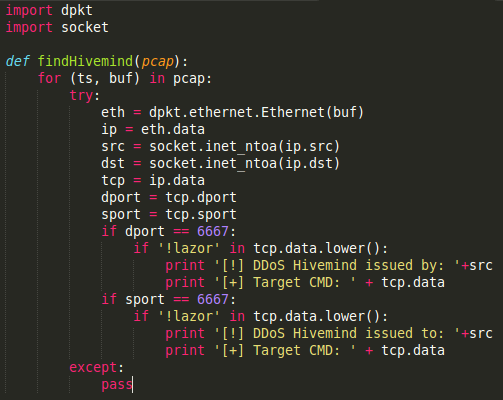 import dpkt
import socket

def findHivemind(pcap):
    for (ts, buf) in pcap:
        try:
            eth = dpkt.ethernet.Ethernet(buf)
            ip = eth.data
            src = socket.inet_ntoa(ip.src)
            dst = socket.inet_ntoa(ip.dst)
            tcp = ip.data
            dport = tcp.dport
            sport = tcp.sport
            if dport == 6667:
                if '!lazor' in tcp.data.lower():
                    print '[!] DDoS Hivemind issued by: '+src
                    print '[+] Target CMD: ' + tcp.data
            if sport == 6667:
                if '!lazor' in tcp.data.lower():
                    print '[!] DDoS Hivemind issued to: '+src
                    print '[+] Target CMD: ' + tcp.data
        except:
            pass